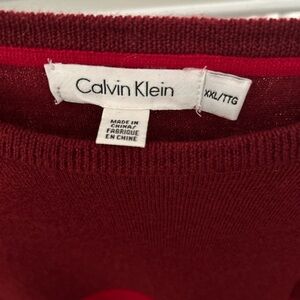 Calvin Klein
XXL/TTG
MADE IN
CHINA/
FABRIQUE
EN CHINE